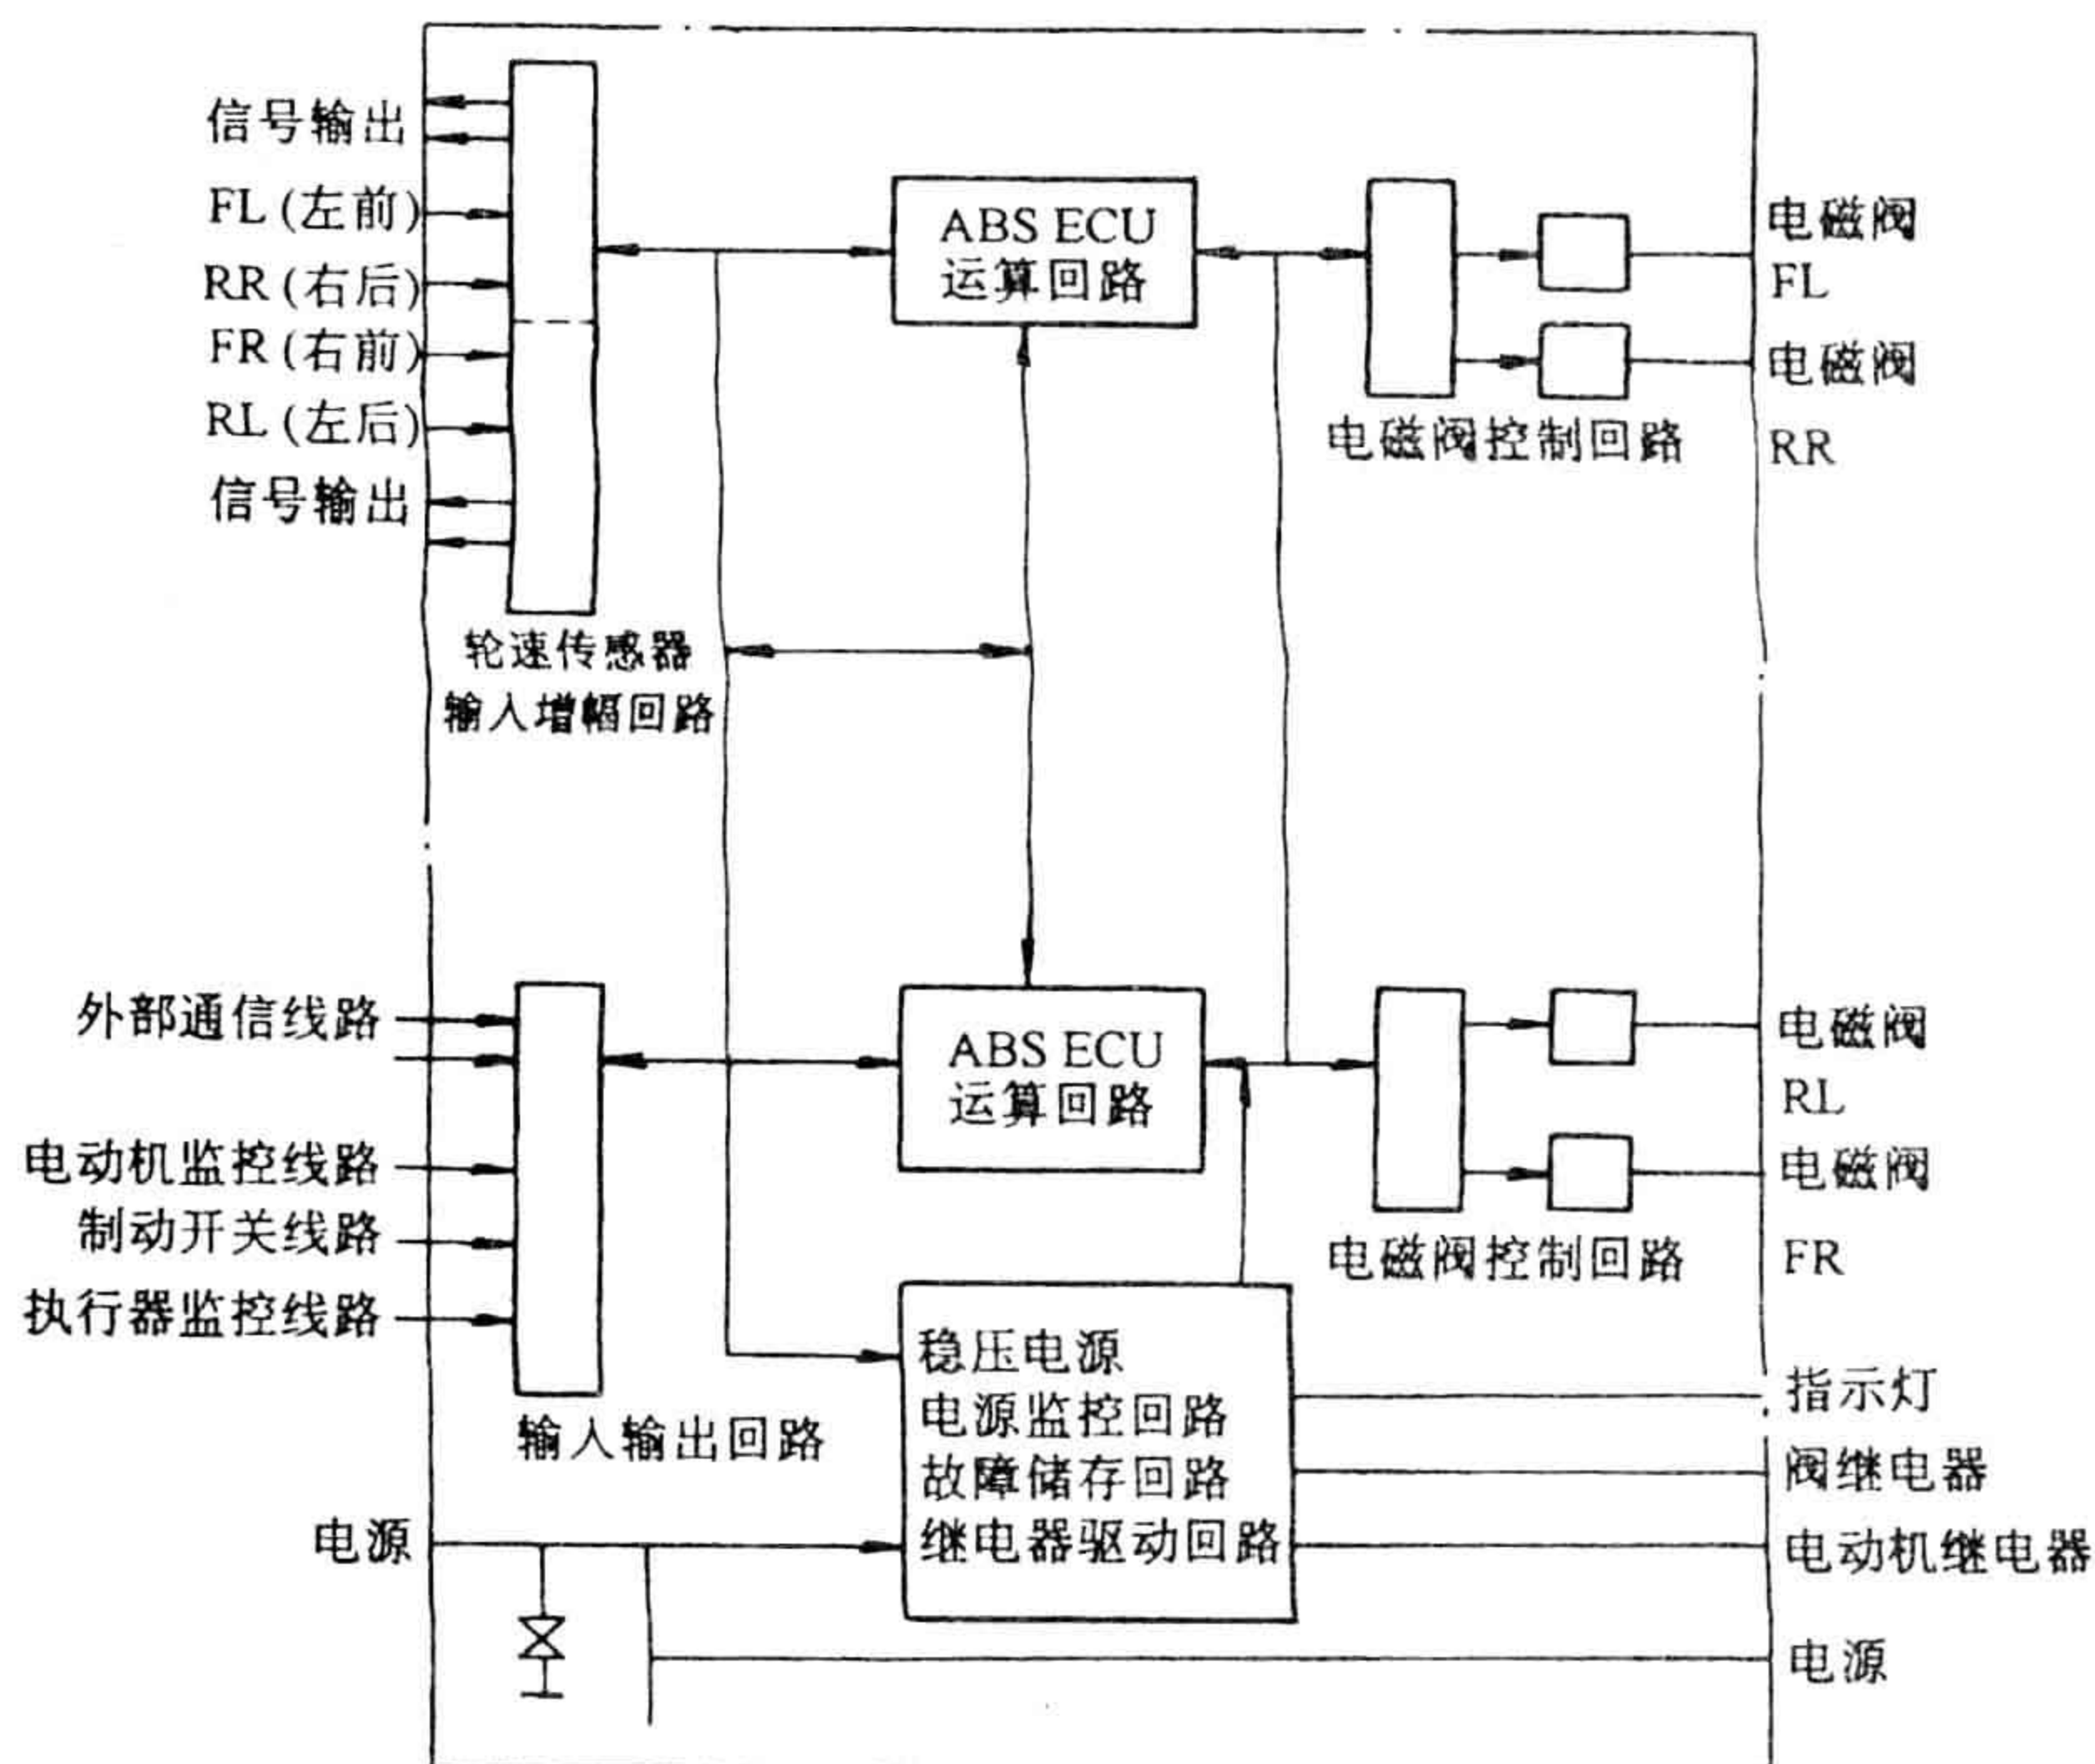 信号输出
FL(左前)
RR(右后)
FR(右前)
RL(左后)
信号输出
轮速传感器
输入增幅回路
ABS ECU
运算回路
电磁阀
FL
电磁阀
RR
电磁阀控制回路
外部通信线路
电动机监控线路
制动开关线路
执行器监控线路
输入输出回路
ABS ECU
运算回路
电磁阀
RL
电磁阀
FR
电磁阀控制回路
稳压电源
电源监控回路
故障储存回路
继电器驱动回路
指示灯
阀继电器
电动机继电器
电源
电源